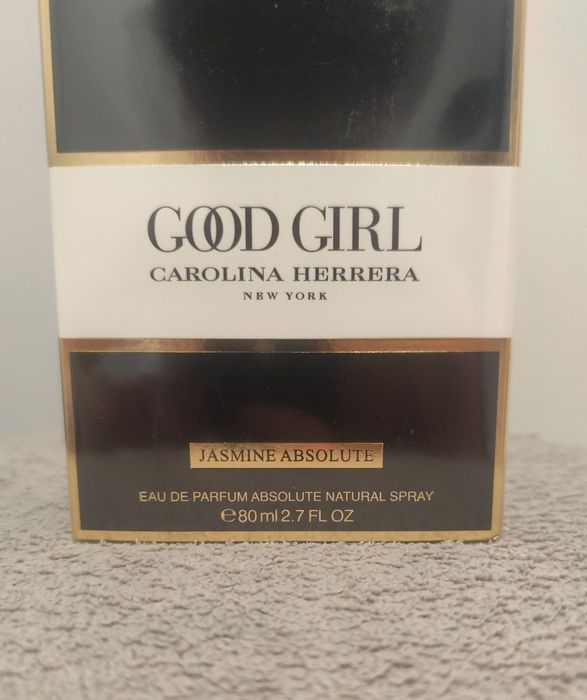 GOOD GIRL
CAROLINA HERRERA
NEW YORK
JASMINE ABSOLUTE
EAU DE PARFUM ABSOLUTE NATURAL SPRAY
℮80 ml 2.7 FL OZ